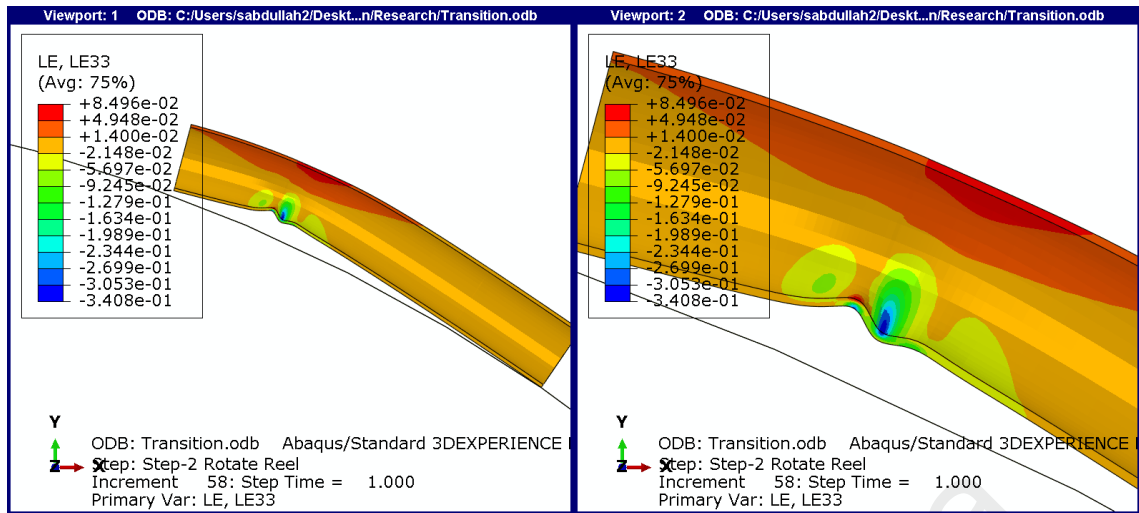 Viewport: 1 ODB: C:/Users/sabdullah2/Deskt...n/Research/Transition.odb
LE, LE33
(Avg: 75%)
+8.496e-02
+4.948e-02
+1.400e-02
-2.148e-02
-5.697e-02
-9.245e-02
-1.279e-01
-1.634e-01
-1.989e-01
-2.344e-01
-2.699e-01
-3.053e-01
-3.408e-01
Y
Z X
ODB: Transition.odb Abaqus/Standard 3DEXPERIENCE
Step: Step-2 Rotate Reel
Increment 58: Step Time = 1.000
Primary Var: LE, LE33
Viewport: 2 ODB: C:/Users/sabdullah2/Deskt...n/Research/Transition.odb
LE, LE33
(Avg: 75%)
+8.496e-02
+4.948e-02
+1.400e-02
-2.148e-02
-5.697e-02
-9.245e-02
-1.279e-01
-1.634e-01
-1.989e-01
-2.344e-01
-2.699e-01
-3.053e-01
-3.408e-01
Y
Z X
ODB: Transition.odb Abaqus/Standard 3DEXPERIENCE
Step: Step-2 Rotate Reel
Increment 58: Step Time = 1.000
Primary Var: LE, LE33